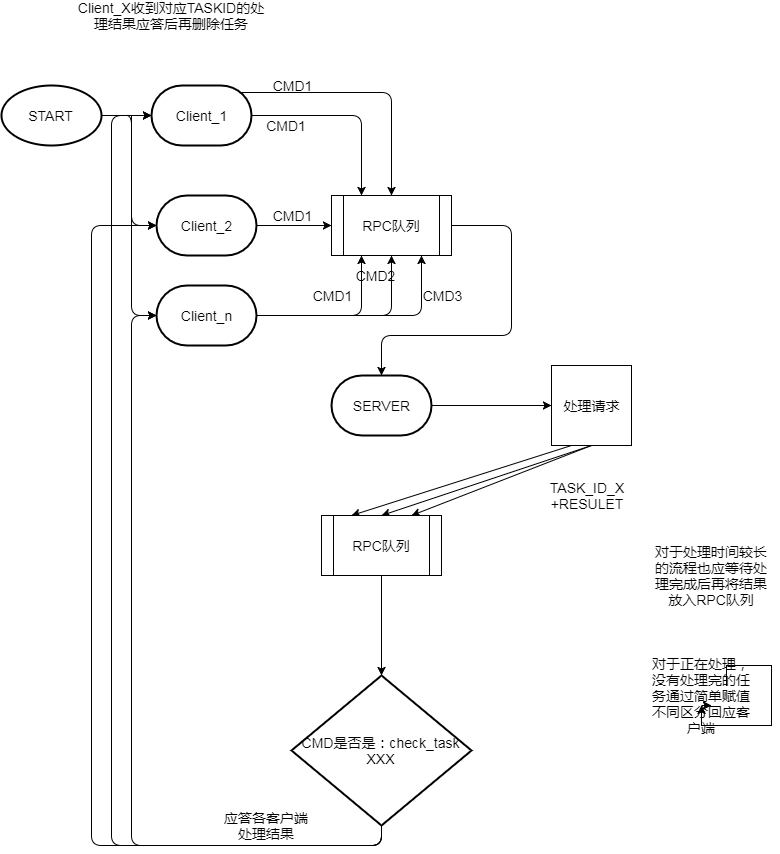 Client_X收到对应TASKID的处
理结果应答后再删除任务
CMD1
START
Client_1
CMD1
CMD1
Client_2
RPC队列
CMD2
CMD1
CMD3
Client_n
SERVER
处理请求
TASK_ID_X
+RESULET
RPC队列
对于处理时间较长
的流程也应等待处
理完成后再将结果
放入RPC队列
对于正在处理，
没有处理完的任
务通过简单赋值
不同区分回应客
户端
CMD是否是：check_task
XXX
应答各客户端
处理结果